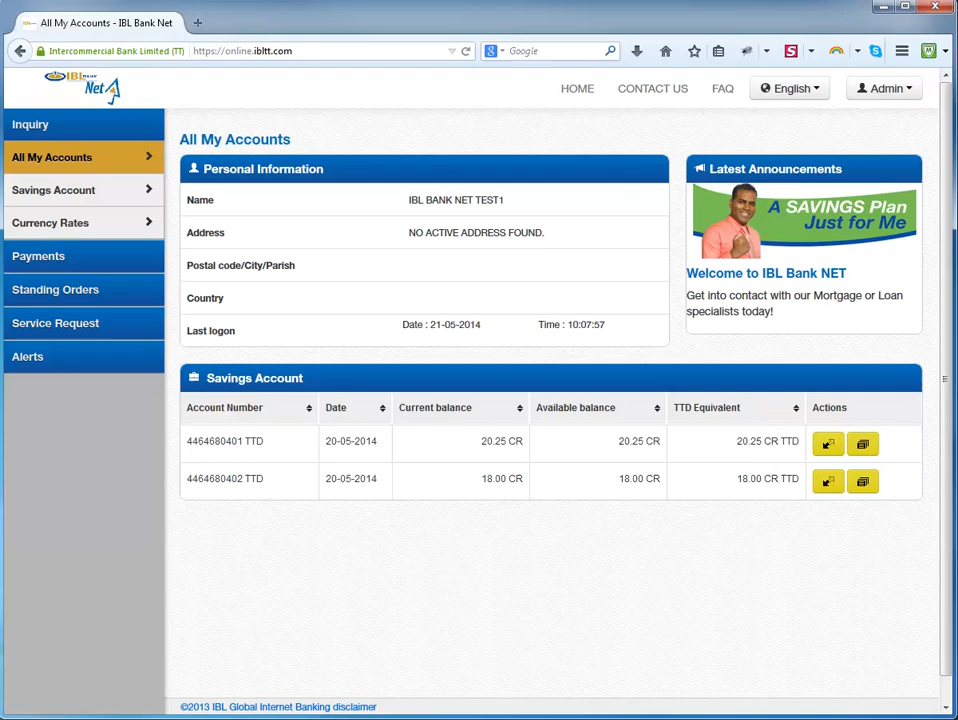 All My Accounts - IBL Bank Net
Intercommercial Bank Limited (TT) https://online.ibltt.com
Google
IBL
Net
HOME CONTACT US FAQ English Admin
Inquiry
All My Accounts
Savings Account
Currency Rates
Payments
Standing Orders
Service Request
Alerts
All My Accounts
Personal Information
Name IBL BANK NET TEST1
Address NO ACTIVE ADDRESS FOUND.
Postal code/City/Parish
Country
Last logon Date : 21-05-2014 Time : 10:07:57
Latest Announcements
A SAVINGS Plan
Just for Me
Welcome to IBL Bank NET
Get into contact with our Mortgage or Loan
specialists today!
Savings Account
Account Number Date Current balance Available balance TTD Equivalent Actions
4464680401 TTD 20-05-2014 20.25 CR 20.25 CR 20.25 CR TTD
4464680402 TTD 20-05-2014 18.00 CR 18.00 CR 18.00 CR TTD
©2013 IBL Global Internet Banking disclaimer